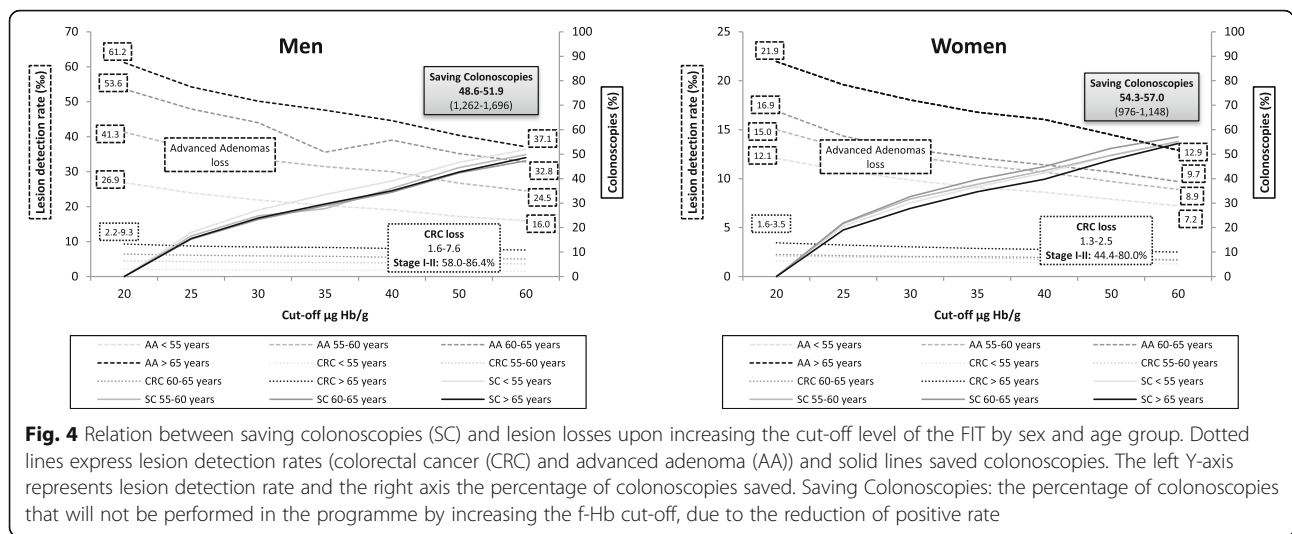 Men
Lesion detection rate (‰)
70
60
50
40
30
20
10
0
61.2
53.6
41.3
26.9
2.2-9.3
Advanced Adenomas
loss
Saving Colonoscopies
48.6-51.9
(1,262-1,696)
CRC loss
1.6-7.6
Stage I-II: 58.0-86.4%
37.1
32.8
24.5
16.0
100
90
80
70
60
50
40
30
20
10
0
Colonoscopies (%)
20 25 30 35 40 50 60
Cut-off µg Hb/g
AA < 55 years AA 55-60 years AA 60-65 years
AA > 65 years CRC < 55 years CRC 55-60 years
CRC 60-65 years CRC > 65 years SC < 55 years
SC 55-60 years SC 60-65 years SC > 65 years
Women
Lesion detection rate (‰)
25
20
15
10
5
0
21.9
16.9
15.0
12.1
1.6-3.5
Advanced Adenomas
loss
Saving Colonoscopies
54.3-57.0
(976-1,148)
CRC loss
1.3-2.5
Stage I-II: 44.4-80.0%
12.9
9.7
8.9
7.2
100
90
80
70
60
50
40
30
20
10
0
Colonoscopies (%)
20 25 30 35 40 50 60
Cut-off µg Hb/g
AA < 55 years AA 55-60 years AA 60-65 years
AA > 65 years CRC < 55 years CRC 55-60 years
CRC 60-65 years CRC > 65 years SC < 55 years
SC 55-60 years SC 60-65 years SC > 65 years
Fig. 4 Relation between saving colonoscopies (SC) and lesion losses upon increasing the cut-off level of the FIT by sex and age group. Dotted
lines express lesion detection rates (colorectal cancer (CRC) and advanced adenoma (AA)) and solid lines saved colonoscopies. The left Y-axis
represents lesion detection rate and the right axis the percentage of colonoscopies saved. Saving Colonoscopies: the percentage of colonoscopies
that will not be performed in the programme by increasing the f-Hb cut-off, due to the reduction of positive rate